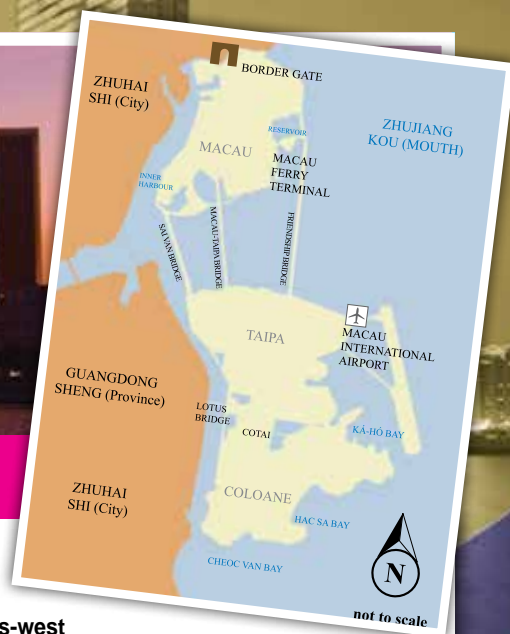 BORDER GATE
ZHUHAI
SHI (City)
ZHUJIANG
KOU (MOUTH)
RESERVOIR
MACAU
MACAU
FERRY
TERMINAL
INNER
HARBOUR
SAI VAN BRIDGE
MACAU-TAIPA BRIDGE
FRIENDSHIP BRIDGE
TAIPA
MACAU
INTERNATIONAL
AIRPORT
GUANGDONG
SHENG (Province)
LOTUS
BRIDGE
COTAI
KÁ-HÓ BAY
ZHUHAI
SHI (City)
COLOANE
HAC SA BAY
CHEOC VAN BAY
N
not to scale
s-west